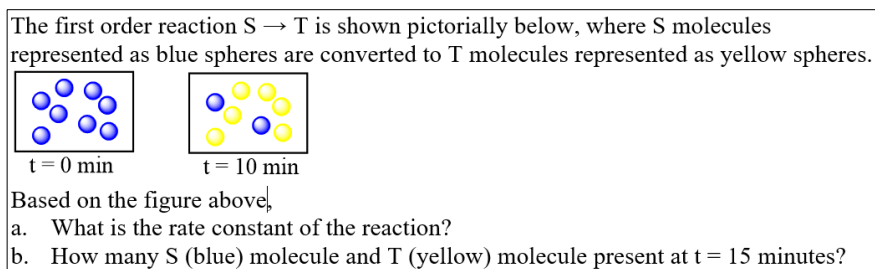 The first order reaction S → T is shown pictorially below, where S molecules
represented as blue spheres are converted to T molecules represented as yellow spheres.
t = 0 min
t = 10 min
Based on the figure above,
a. What is the rate constant of the reaction?
b. How many S (blue) molecule and T (yellow) molecule present at t = 15 minutes?